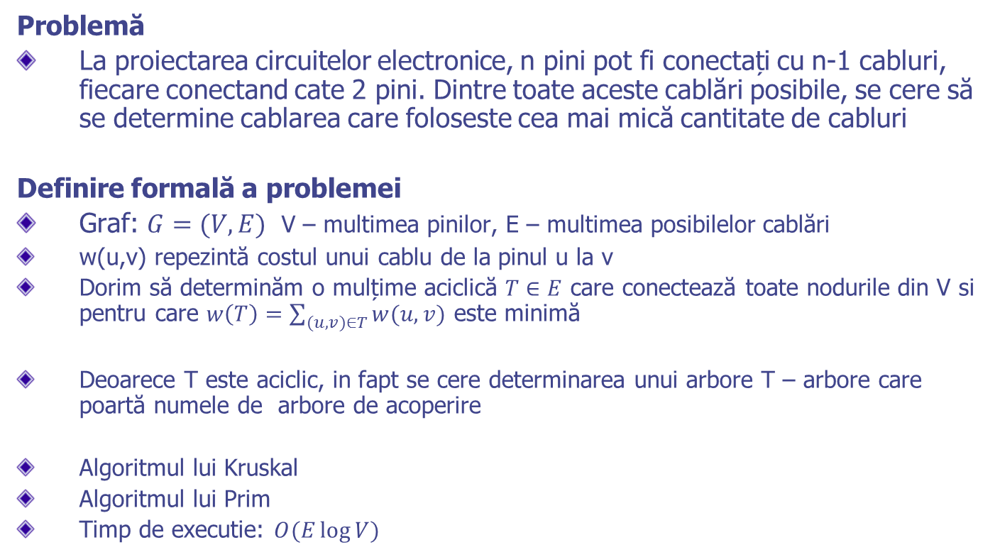 Problemă
La proiectarea circuitelor electronice, n pini pot fi conectați cu n-1 cabluri,
fiecare conectand cate 2 pini. Dintre toate aceste cablări posibile, se cere să
se determine cablarea care foloseste cea mai mică cantitate de cabluri
Definire formală a problemei
Graf: G = (V, E) V – multimea pinilor, E – multimea posibilelor cablări
w(u,v) repezintă costul unui cablu de la pinul u la v
Dorim să determinăm o mulțime aciclică T ∈ E care conectează toate nodurile din V si
pentru care w(T) = ∑(u,v)∈T w(u, v) este minimă
Deoarece T este aciclic, in fapt se cere determinarea unui arbore T – arbore care
poartă numele de arbore de acoperire
Algoritmul lui Kruskal
Algoritmul lui Prim
Timp de executie: O(E log V)